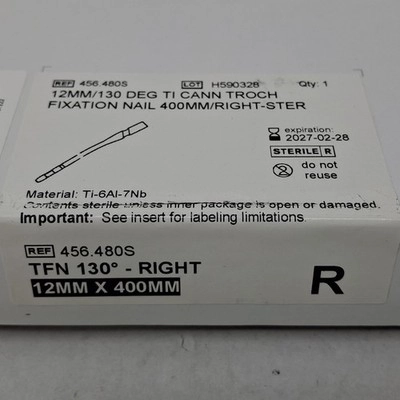 REF 456.480S LOT H590328 Qty: 1
12MM/130 DEG TI CANN TROCH
FIXATION NAIL 400MM/RIGHT-STER
expiration:
2027-02-28
STERILE R
do not
reuse
Material: Ti-6Al-7Nb
Contents sterile unless inner package is open or damaged.
Important: See insert for labeling limitations
REF 456.480S
TFN 130° - RIGHT
12MM X 400MM
R